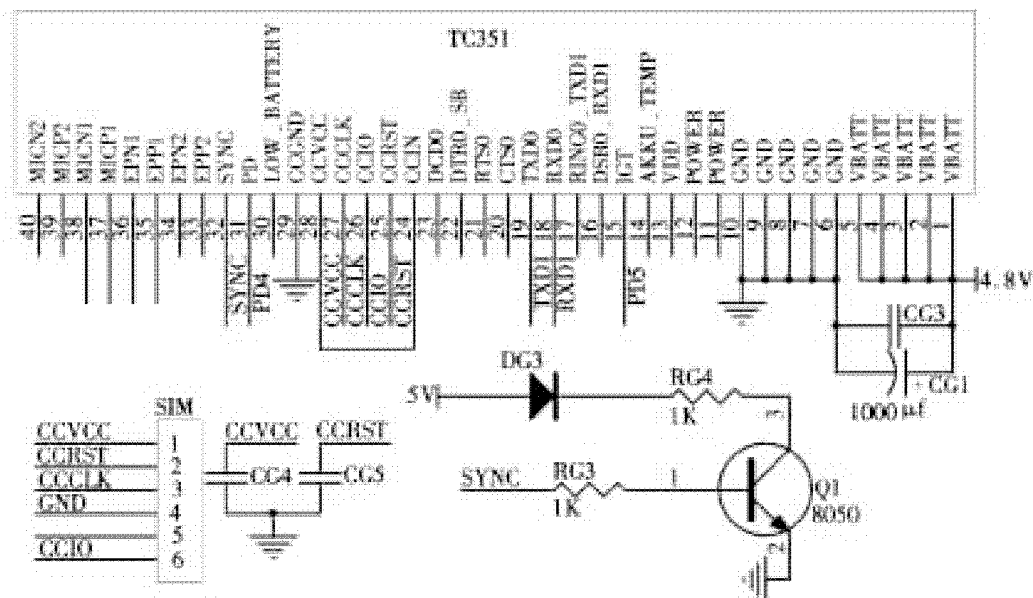 TC351
MICN2
MICP2
MICN1
MICP1
EPN1
EPP1
EPN2
EPP2
SYNC
PD
LOW_BATTERY
CCGND
CCVCC
CCCLK
CCIO
CCRST
CCIN
DCD0
DTR0_SB
RTS0
CTS0
TXD0
RXD0
RING0_TXD1
DSR0_RXD1
IGT
AKKU_TEMP
VDD
POWER
POWER
GND
GND
GND
GND
GND
VBATT
VBATT
VBATT
VBATT
VBATT
40 39 38 37 36 35 34 33 32 31 30 29 28 27 26 25 24 23 22 21 20 19 18 17 16 15 14 13 12 11 10 9 8 7 6 5 4 3 2 1
SYNC
PD4
CCVCC
CCCLK
CCIO
CCRST
TXD1
RXD1
PD5
4. 8V
CG3
+ CG1
1000 μf
DG3
5V
RG4
1K
3
SYNC
RG3
1K
1
Q1
8050
2
SIM
CCVCC 1
CCRST 2
CCCLK 3
GND 4
5
CCIO 6
CCVCC
CCRST
CG4
CG5